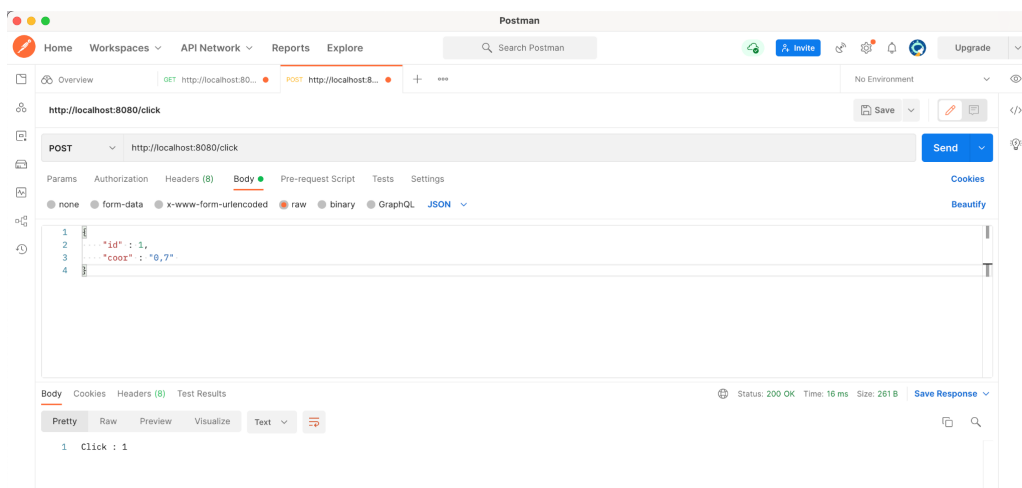 Postman
Home Workspaces API Network Reports Explore Search Postman Invite Upgrade
Overview GET http://localhost:80... POST http://localhost:8... + ooo No Environment
http://localhost:8080/click Save
POST http://localhost:8080/click Send
Params Authorization Headers (8) Body Pre-request Script Tests Settings Cookies
none form-data x-www-form-urlencoded raw binary GraphQL JSON Beautify
1 {
2 "id" : 1,
3 "coor" : "0,7"
4 }
Body Cookies Headers (8) Test Results Status: 200 OK Time: 16 ms Size: 261 B Save Response
Pretty Raw Preview Visualize Text
1 Click : 1